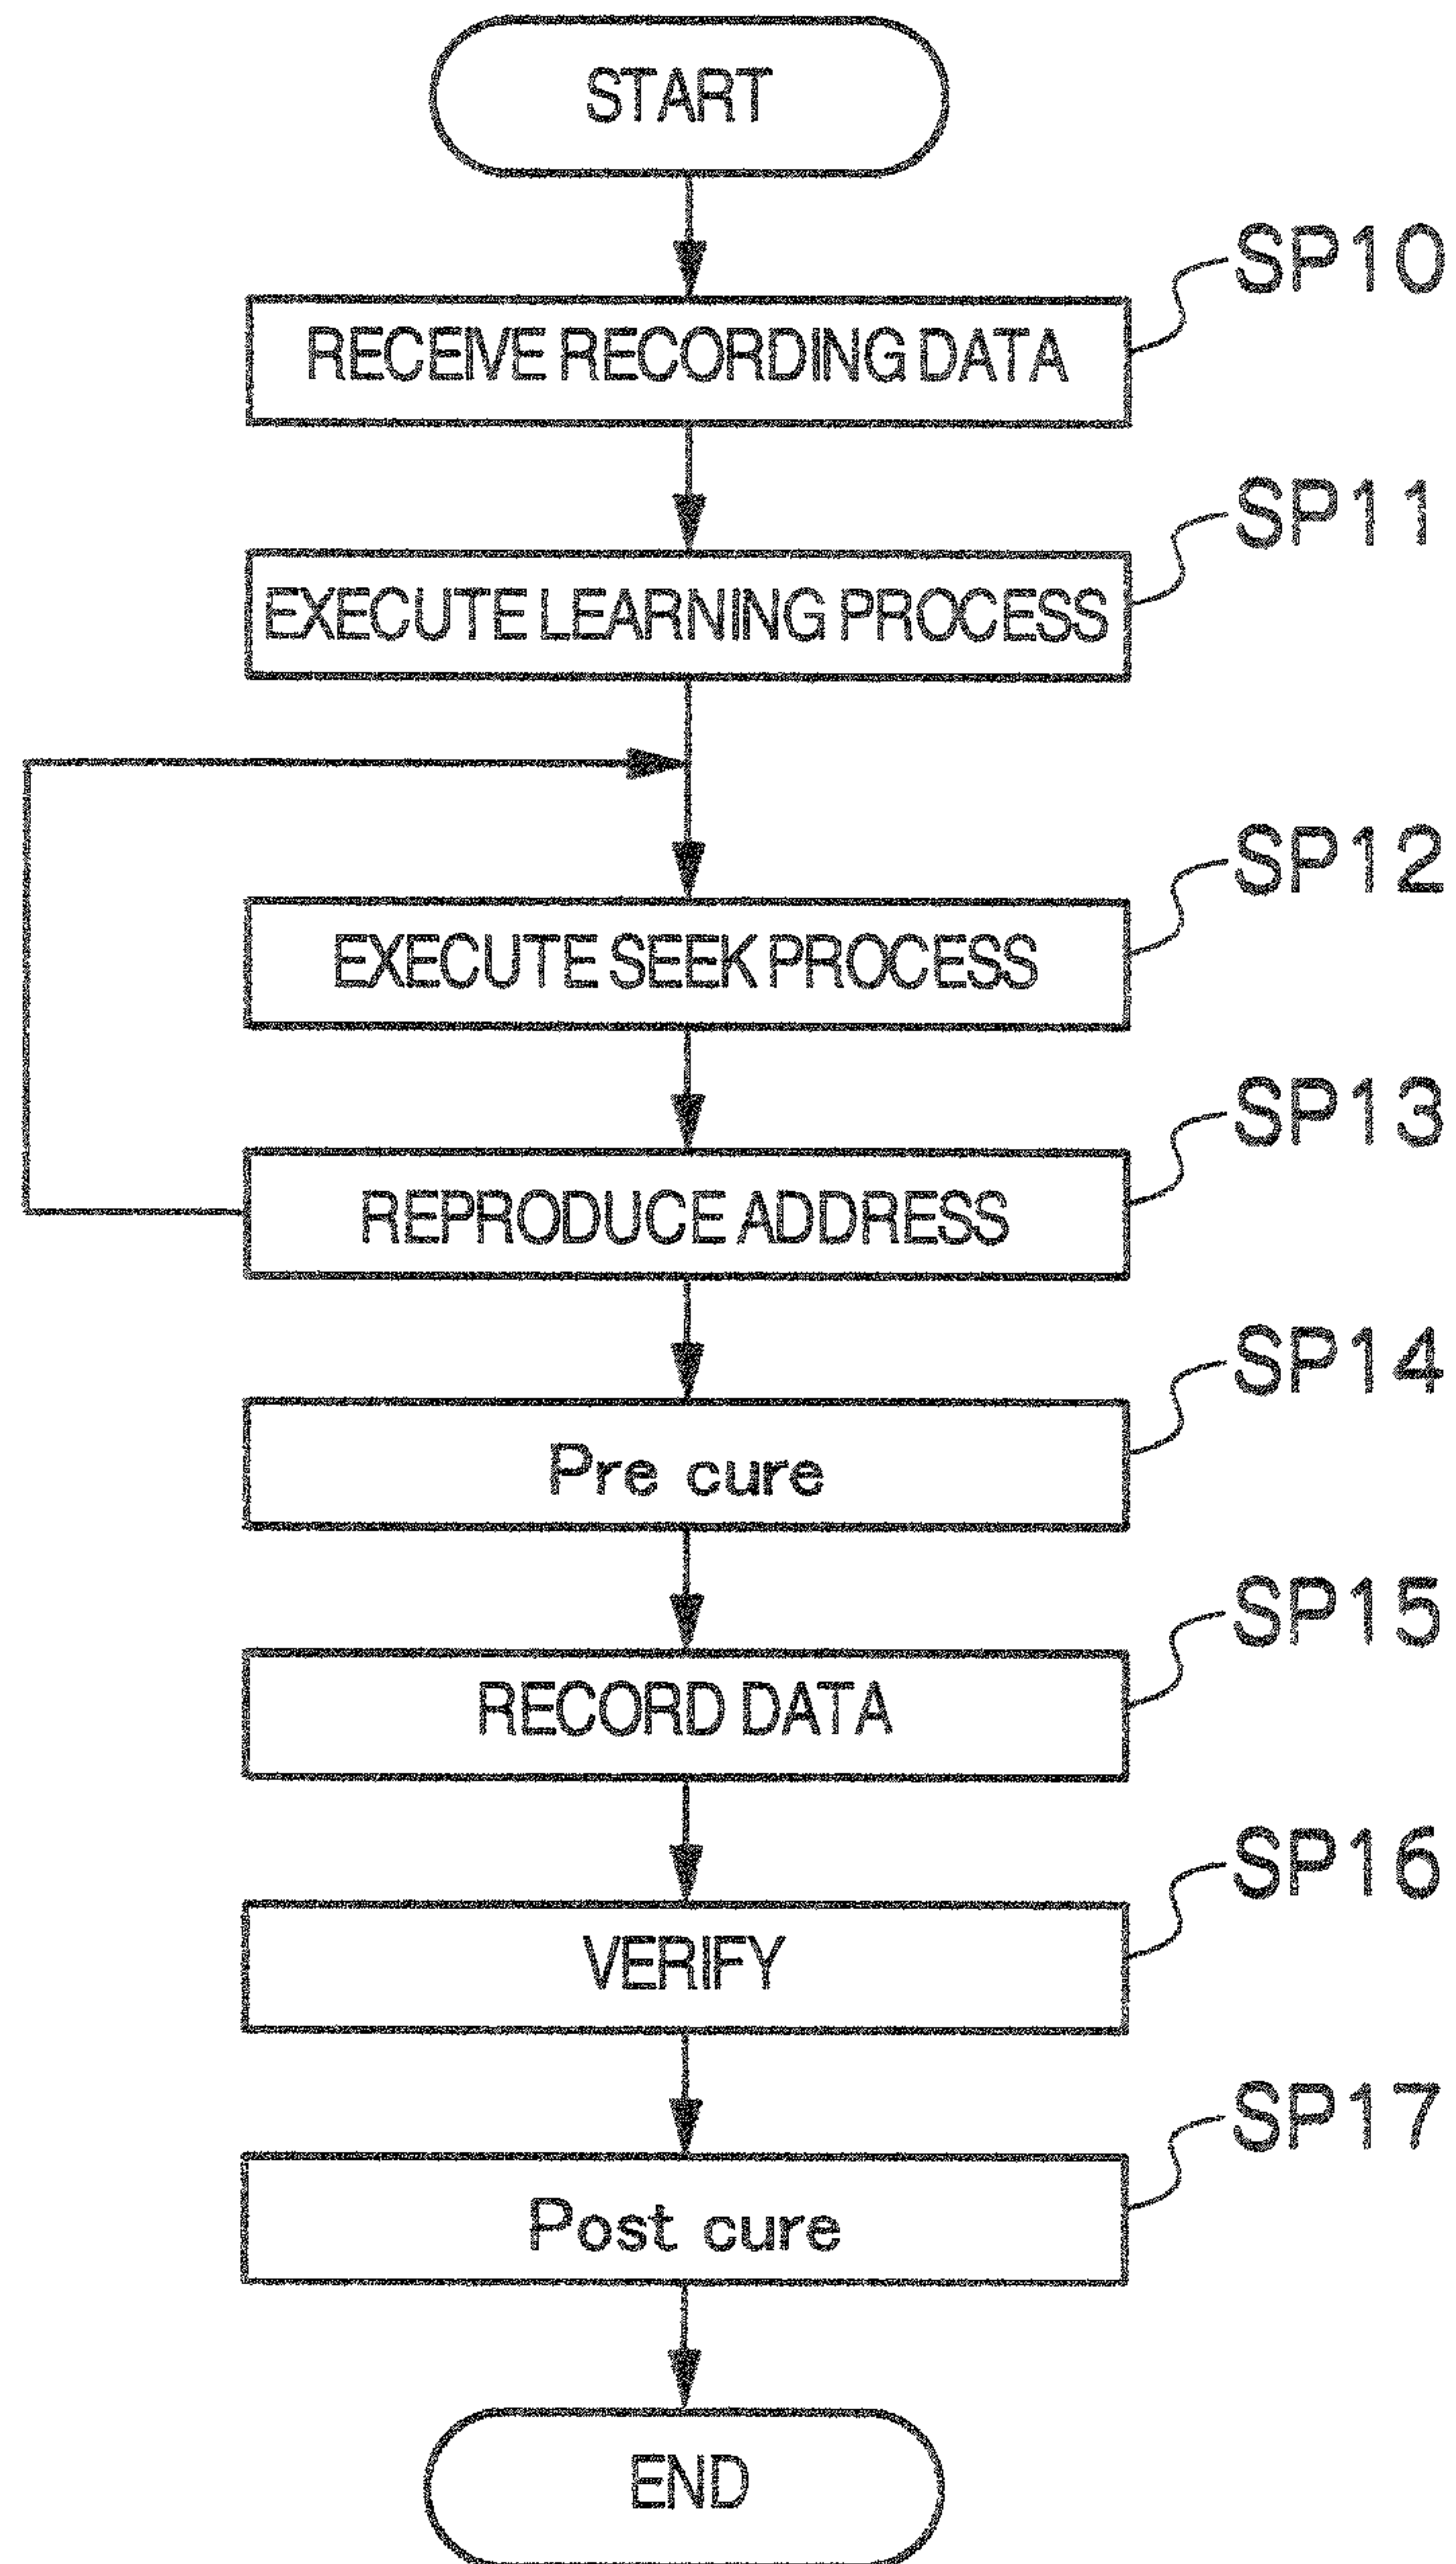 START
SP10
RECEIVE RECORDING DATA
SP11
EXECUTE LEARNING PROCESS
SP12
EXECUTE SEEK PROCESS
SP13
REPRODUCE ADDRESS
SP14
Pre cure
SP15
RECORD DATA
SP16
VERIFY
SP17
Post cure
END